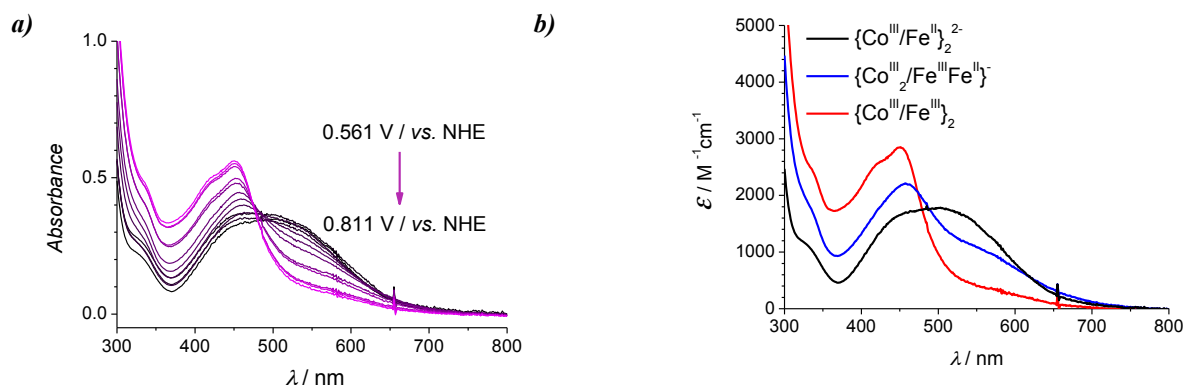 a)
1.0
0.5
0.0
Absorbance
0.561 V / vs. NHE
0.811 V / vs. NHE
300 400 500 600 700 800
λ / nm
b)
5000
4000
3000
2000
1000
0
ε / M⁻¹cm⁻¹
{Coᴵᴵᴵ/Feᴵᴵ}₂²⁻
{Coᴵᴵᴵ₂/FeᴵᴵᴵFeᴵᴵ}⁻
{Coᴵᴵᴵ/Feᴵᴵᴵ}₂
300 400 500 600 700 800
λ / nm